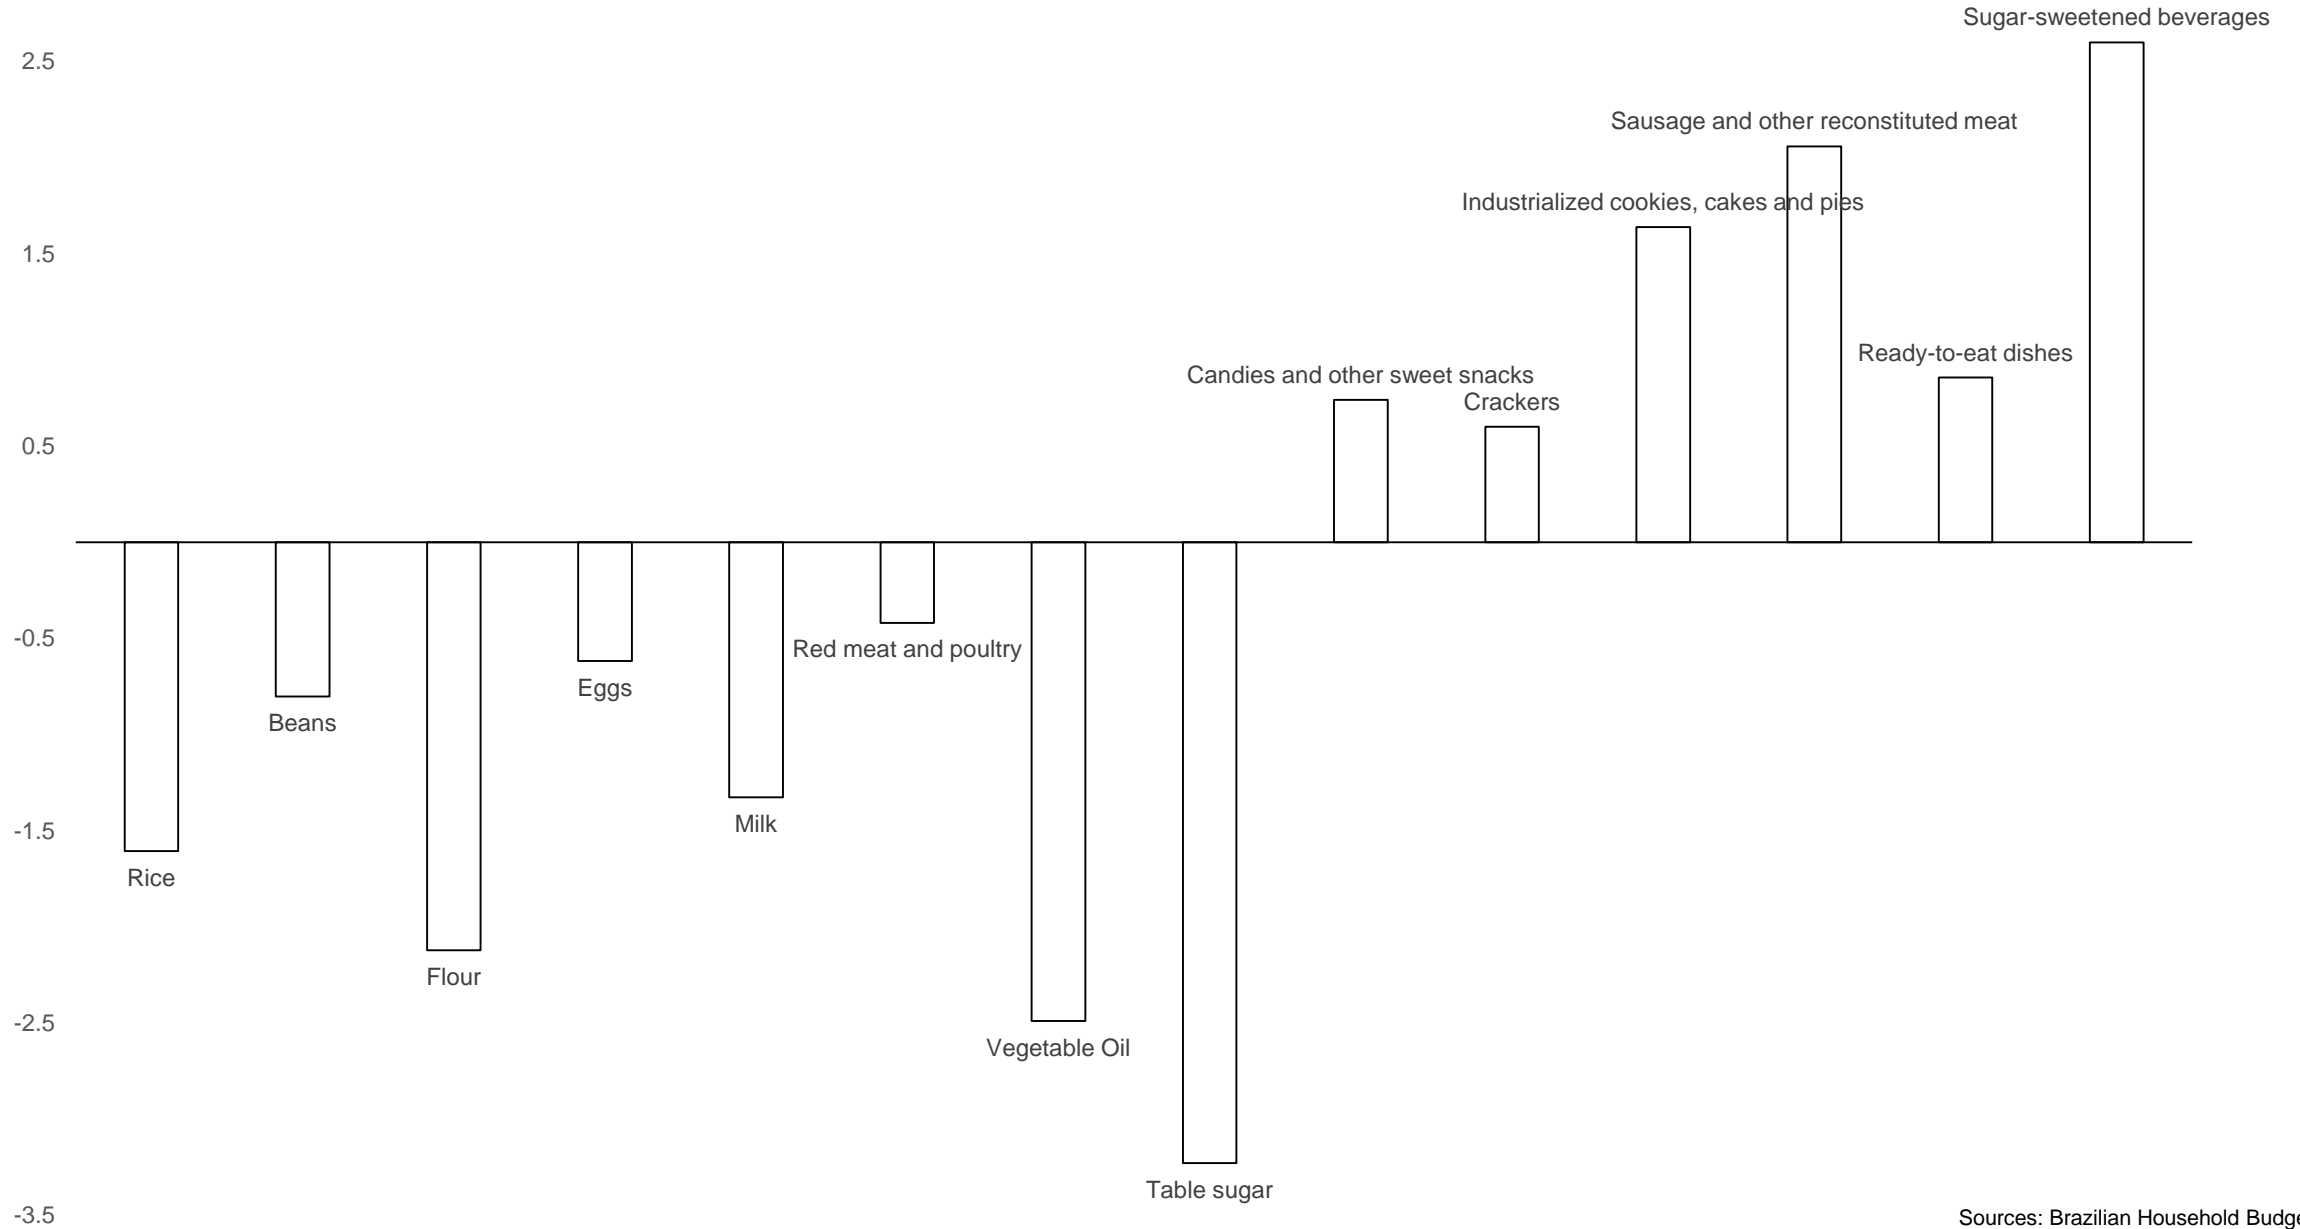 Sugar-sweetened beverages
2.5
Sausage and other reconstituted meat
Industrialized cookies, cakes and pies
1.5
Ready-to-eat dishes
Candies and other sweet snacks
Crackers
0.5
-0.5
Red meat and poultry
Eggs
Beans
Milk
-1.5
Rice
Flour
-2.5
Vegetable Oil
Table sugar
-3.5
Sources: Brazilian Household Budge